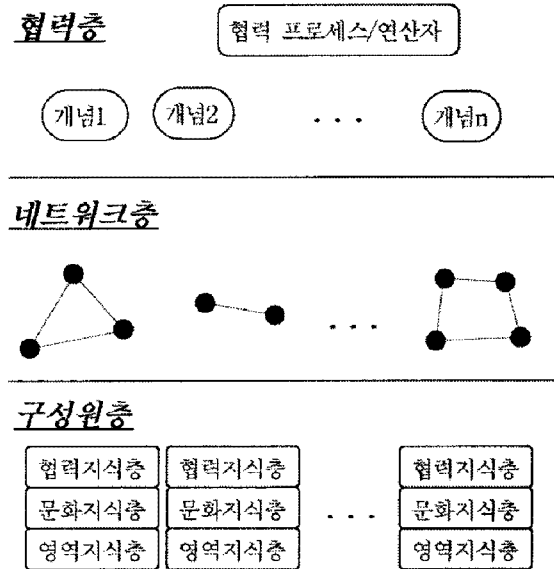 협력층
협력 프로세스/연산자
개념1 개념2 . . . 개념n
네트워크층
. . .
구성원층
협력지식층 협력지식층 협력지식층
문화지식층 문화지식층 . . . 문화지식층
영역지식층 영역지식층 영역지식층